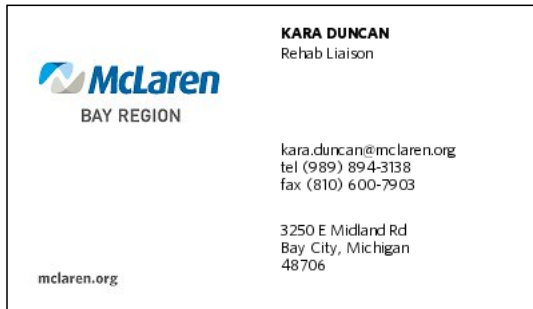 McLaren
BAY REGION
mclaren.org
KARA DUNCAN
Rehab Liaison
kara.duncan@mclaren.org
tel (989) 894-3138
fax (810) 600-7903
3250 E Midland Rd
Bay City, Michigan
48706